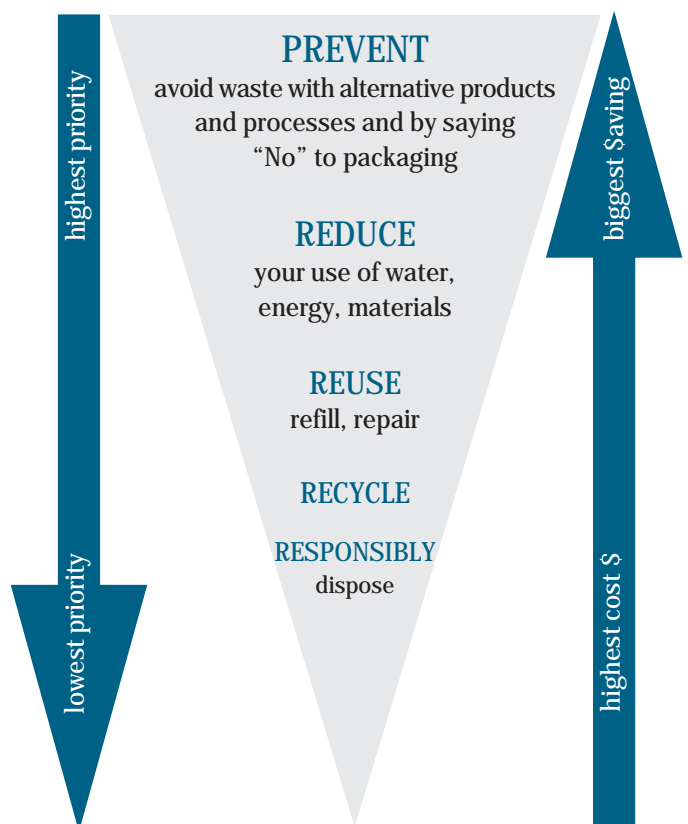 PREVENT
avoid waste with alternative products
and processes and by saying
“No” to packaging
REDUCE
your use of water,
energy, materials
REUSE
refill, repair
RECYCLE
RESPONSIBLY
dispose
highest priority
lowest priority
biggest $aving
highest cost $